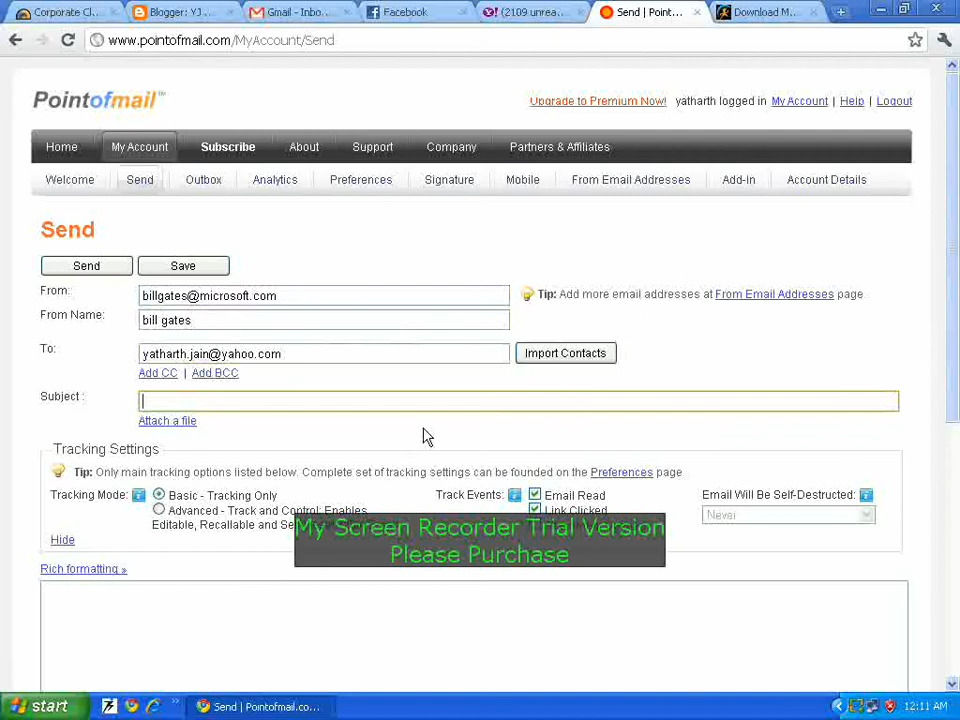 Corporate Cl...
Blogger: YJ ...
Gmail - Inbo...
Facebook
(2109 unrea...
Send | Point...
Download M...
www.pointofmail.com/MyAccount/Send
Pointofmail™
Upgrade to Premium Now! yatharth logged in My Account | Help | Logout
Home My Account Subscribe About Support Company Partners & Affiliates
Welcome Send Outbox Analytics Preferences Signature Mobile From Email Addresses Add-In Account Details
Send
Send Save
From: billgates@microsoft.com Tip: Add more email addresses at From Email Addresses page
From Name: bill gates
To: yatharth.jain@yahoo.com Import Contacts
Add CC | Add BCC
Subject :
Attach a file
Tracking Settings
Tip: Only main tracking options listed below. Complete set of tracking settings can be founded on the Preferences page
Tracking Mode: Basic - Tracking Only Track Events: Email Read Email Will Be Self-Destructed:
Advanced - Track and Control: Enables Link Clicked Never
Editable, Recallable and Se
Hide
My Screen Recorder Trial Version
Please Purchase
Rich formatting »
start Send | Pointofmail.co... 12:11 AM